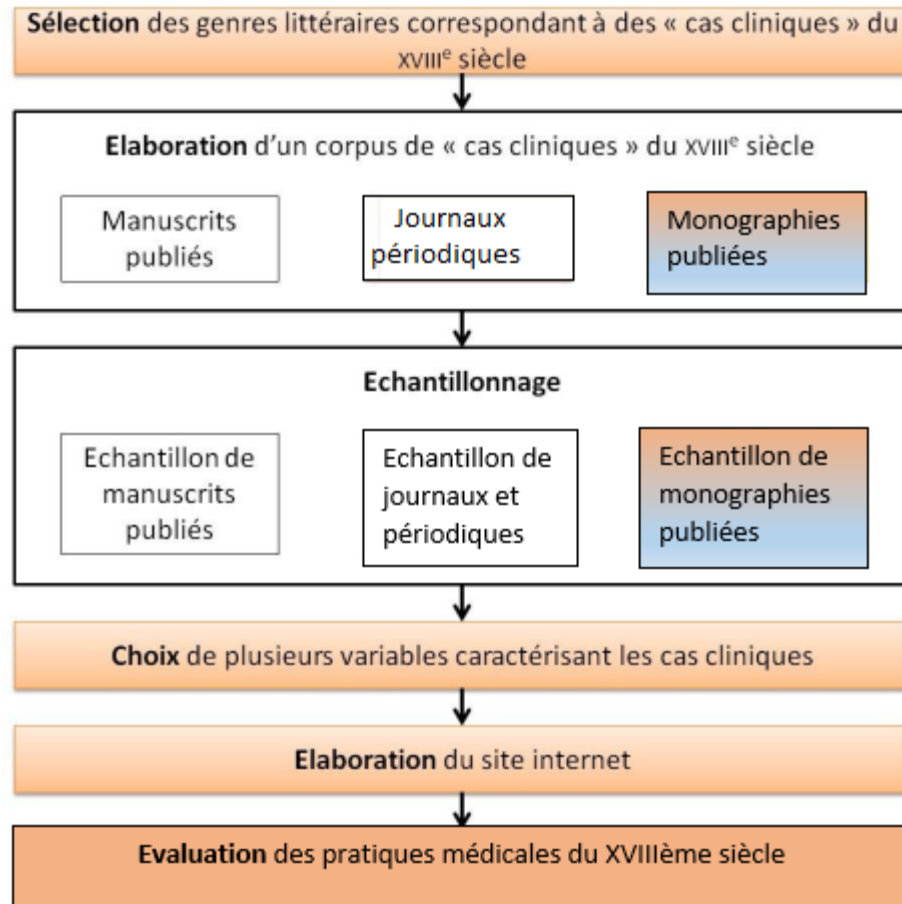 Sélection des genres littéraires correspondant à des « cas cliniques » du
XVIIIe siècle
Elaboration d’un corpus de « cas cliniques » du XVIIIe siècle
Manuscrits
publiés
Journaux
périodiques
Monographies
publiées
Echantillonnage
Echantillon de
manuscrits
publiés
Echantillon de
journaux et
périodiques
Echantillon de
monographies
publiées
Choix de plusieurs variables caractérisant les cas cliniques
Elaboration du site internet
Evaluation des pratiques médicales du XVIIIème siècle